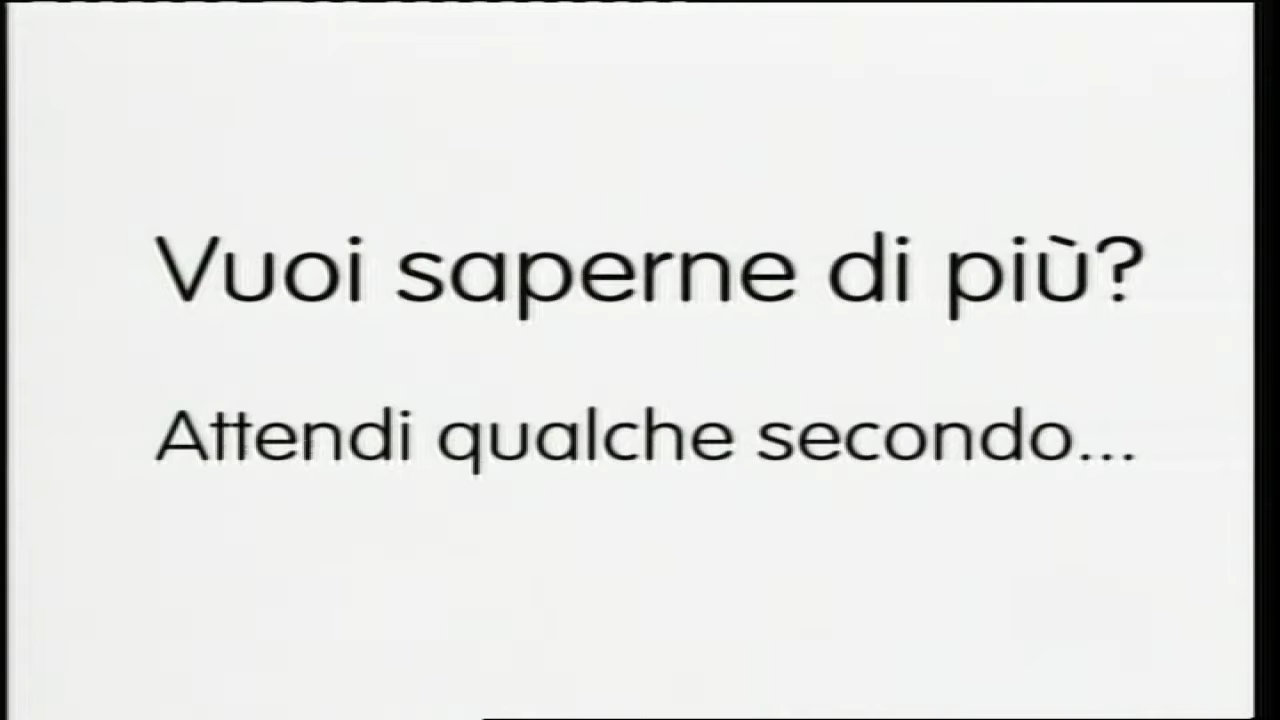 Vuoi saperne di più?
Attendi qualche secondo...